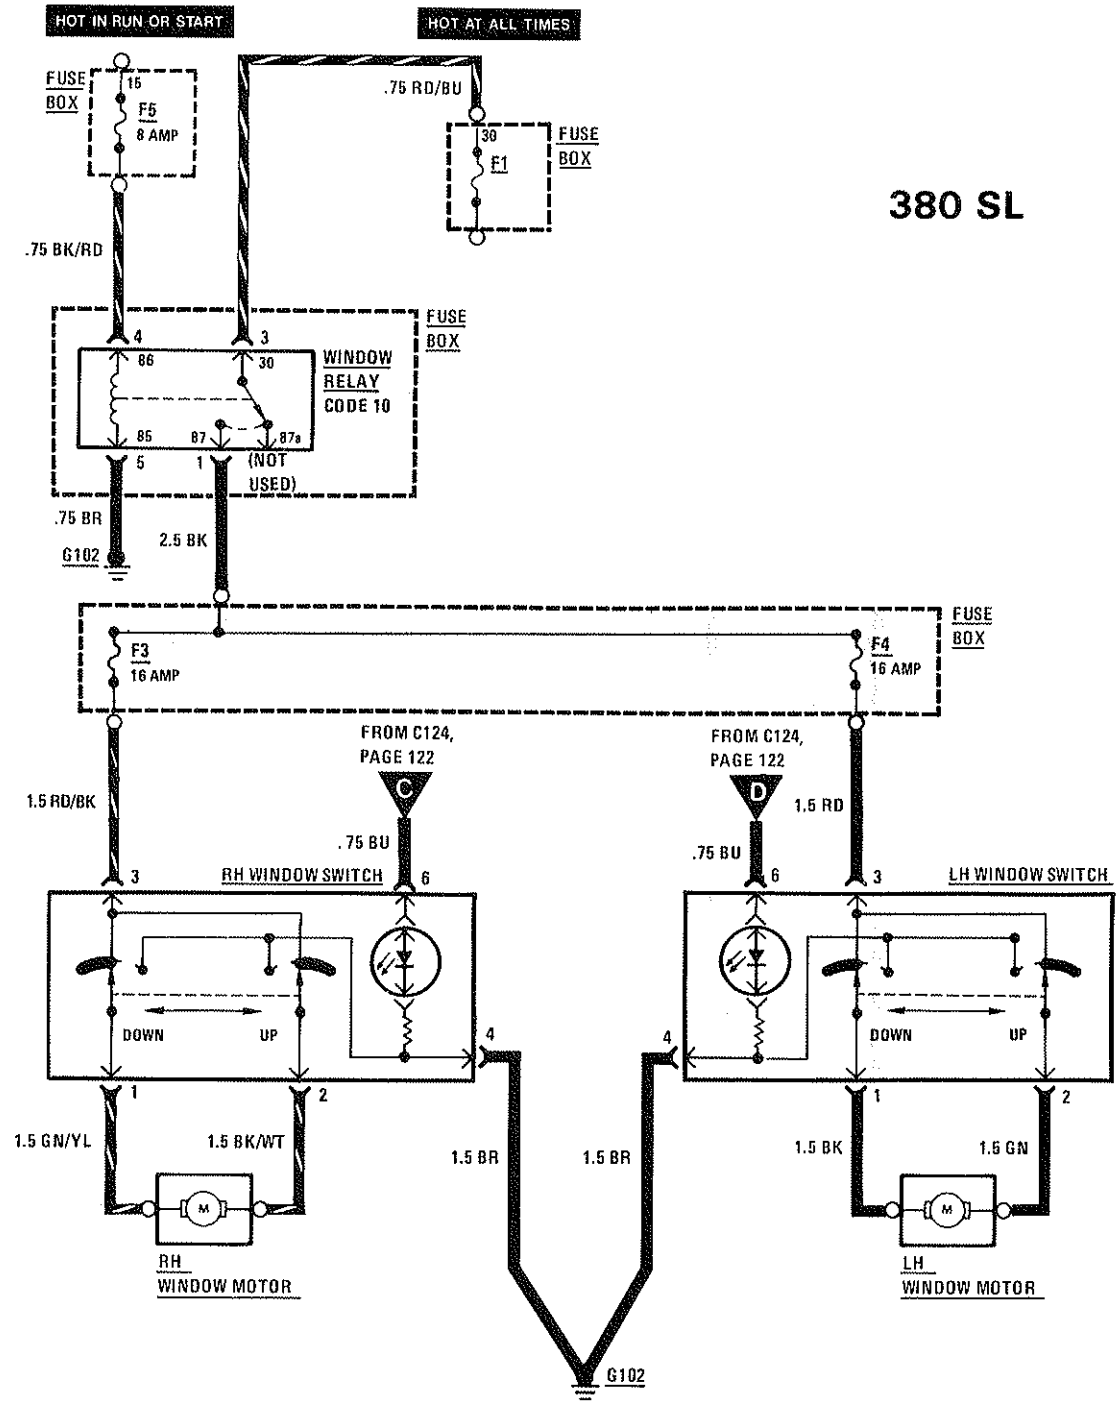 HOT IN RUN OR START
HOT AT ALL TIMES
FUSE
BOX
15
F5
8 AMP
.75 RD/BU
30
F1
FUSE
BOX
380 SL
.75 BK/RD
FUSE
BOX
4
3
86
30
WINDOW
RELAY
CODE 10
85
87
87a
5
1
(NOT
USED)
.75 BR
2.5 BK
G102
FUSE
BOX
F3
16 AMP
F4
16 AMP
FROM C124,
PAGE 122
C
FROM C124,
PAGE 122
D
1.5 RD/BK
.75 BU
.75 BU
1.5 RD
3
RH WINDOW SWITCH
6
6
3
LH WINDOW SWITCH
DOWN
UP
4
4
DOWN
UP
1
2
1
2
1.5 GN/YL
1.5 BK/WT
1.5 BR
1.5 BR
1.5 BK
1.5 GN
M
M
RH
WINDOW MOTOR
LH
WINDOW MOTOR
G102